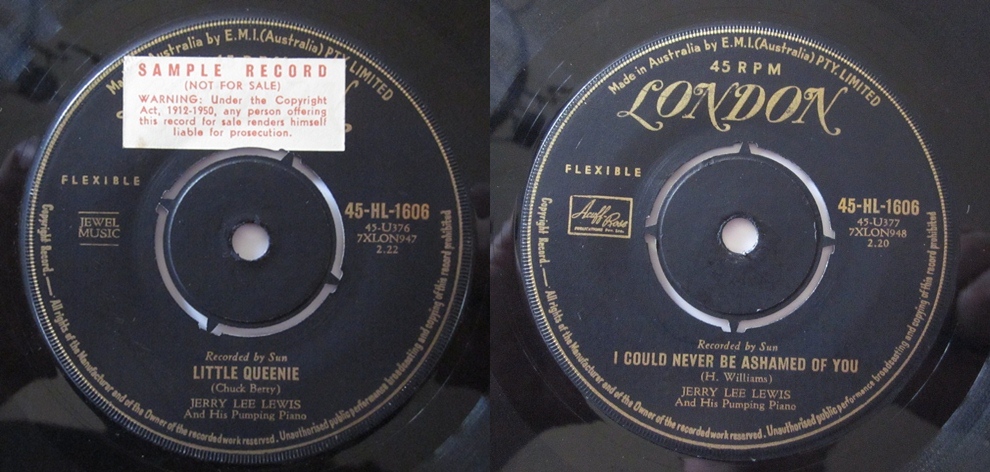 Made in Australia by E.M.I.(Australia) PTY. LIMITED
SAMPLE RECORD
(NOT FOR SALE)
WARNING: Under the Copyright
Act, 1912-1950, any person offering
this record for sale renders himself
liable for prosecution.
FLEXIBLE
JEWEL
MUSIC
45-HL-1606
45-U376
7XLON947
2.22
Recorded by Sun
LITTLE QUEENIE
(Chuck Berry)
JERRY LEE LEWIS
And His Pumping Piano
Copyright Record. — All rights of the Manufacturer and of the Owner of the recorded work reserved. Unauthorised public performance broadcasting and copying of this record prohibited
Made in Australia by E.M.I.(Australia) PTY. LIMITED
45 RPM
LONDON
FLEXIBLE
Acuff-Rose
45-HL-1606
45-U377
7XLON948
2.20
Recorded by Sun
I COULD NEVER BE ASHAMED OF YOU
(H. Williams)
JERRY LEE LEWIS
And His Pumping Piano
Copyright Record. — All rights of the Manufacturer and of the Owner of the recorded work reserved. Unauthorised public performance broadcasting and copying of this record prohibited